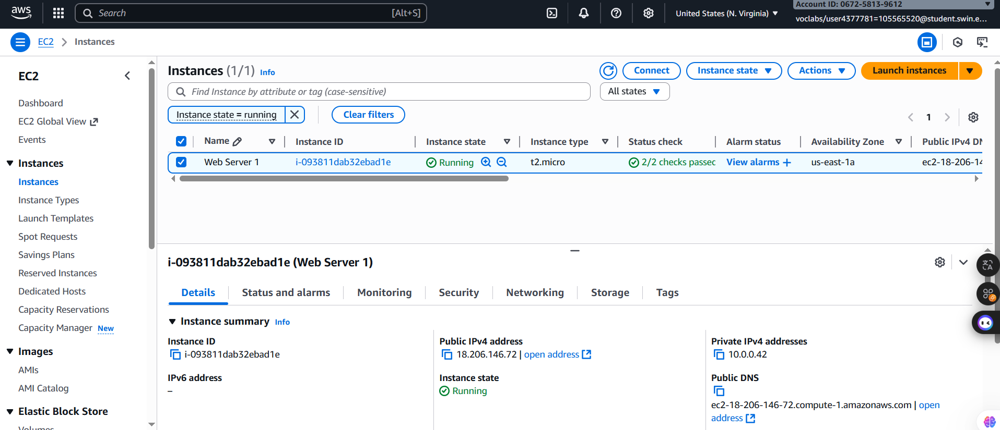 aws
Search [Alt+S]
United States (N. Virginia)
Account ID: 0672-5813-9612
voclabs/user4377781=105565520@student.swin.e...
EC2 Instances
EC2
Dashboard
EC2 Global View
Events
Instances
Instances
Instance Types
Launch Templates
Spot Requests
Savings Plans
Reserved Instances
Dedicated Hosts
Capacity Reservations
Capacity Manager New
Images
AMIs
AMI Catalog
Elastic Block Store
Volumes
Instances (1/1) Info
Connect
Instance state
Actions
Launch instances
Find Instance by attribute or tag (case-sensitive)
All states
Instance state = running
Clear filters
1
Name Instance ID Instance state Instance type Status check Alarm status Availability Zone Public IPv4 DN
Web Server 1 i-093811dab32ebad1e Running t2.micro 2/2 checks passec View alarms + us-east-1a ec2-18-206-14
i-093811dab32ebad1e (Web Server 1)
Details Status and alarms Monitoring Security Networking Storage Tags
Instance summary Info
Instance ID
i-093811dab32ebad1e
IPv6 address
–
Public IPv4 address
18.206.146.72 | open address
Instance state
Running
Private IPv4 addresses
10.0.0.42
Public DNS
ec2-18-206-146-72.compute-1.amazonaws.com | open
address